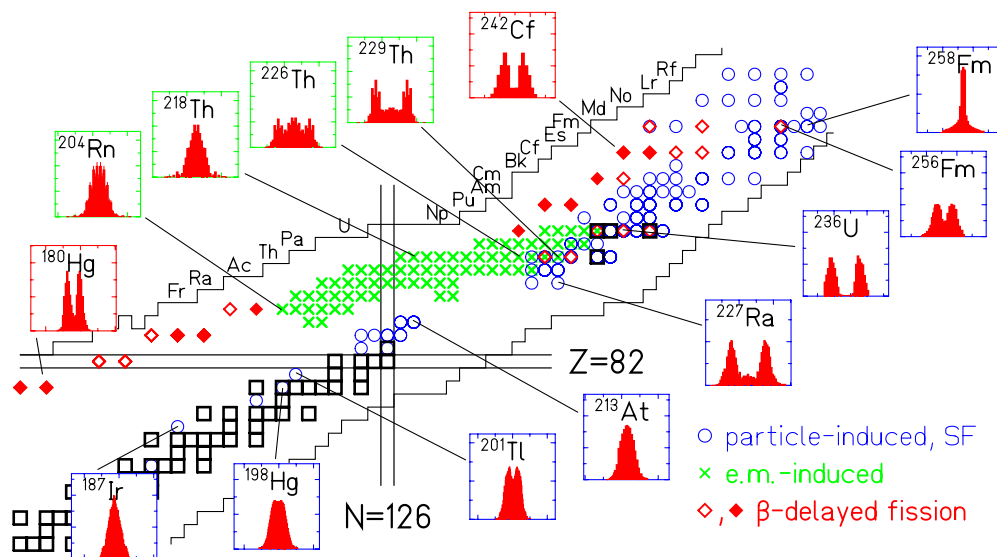 ²⁴²Cf
²²⁹Th
²²⁶Th
²¹⁸Th
²⁰⁴Rn
¹⁸⁰Hg
²⁵⁸Fm
²⁵⁶Fm
²³⁶U
²²⁷Ra
²¹³At
²⁰¹Tl
¹⁹⁸Hg
¹⁸⁷Ir
Rf
Lr
No
Md
Fm
Es
Cf
Bk
Cm
Am
Pu
Np
U
Pa
Th
Ac
Ra
Fr
Z=82
N=126
particle-induced, SF
e.m.-induced
, β-delayed fission